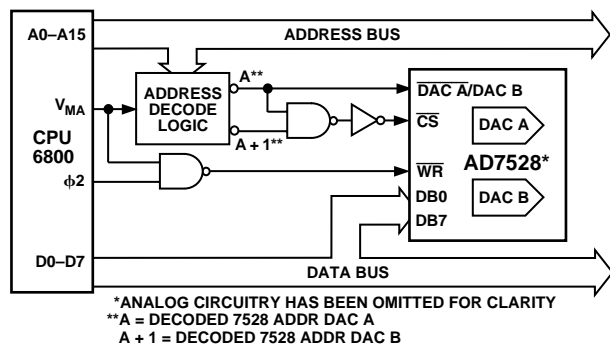 A0–A15
ADDRESS BUS
A**
VMA
ADDRESS
DECODE
LOGIC
DAC A/DAC B
CPU
6800
A + 1**
CS
DAC A
AD7528*
WR
φ2
DB0
DAC B
DB7
D0–D7
DATA BUS
*ANALOG CIRCUITRY HAS BEEN OMITTED FOR CLARITY
**A = DECODED 7528 ADDR DAC A
A + 1 = DECODED 7528 ADDR DAC B